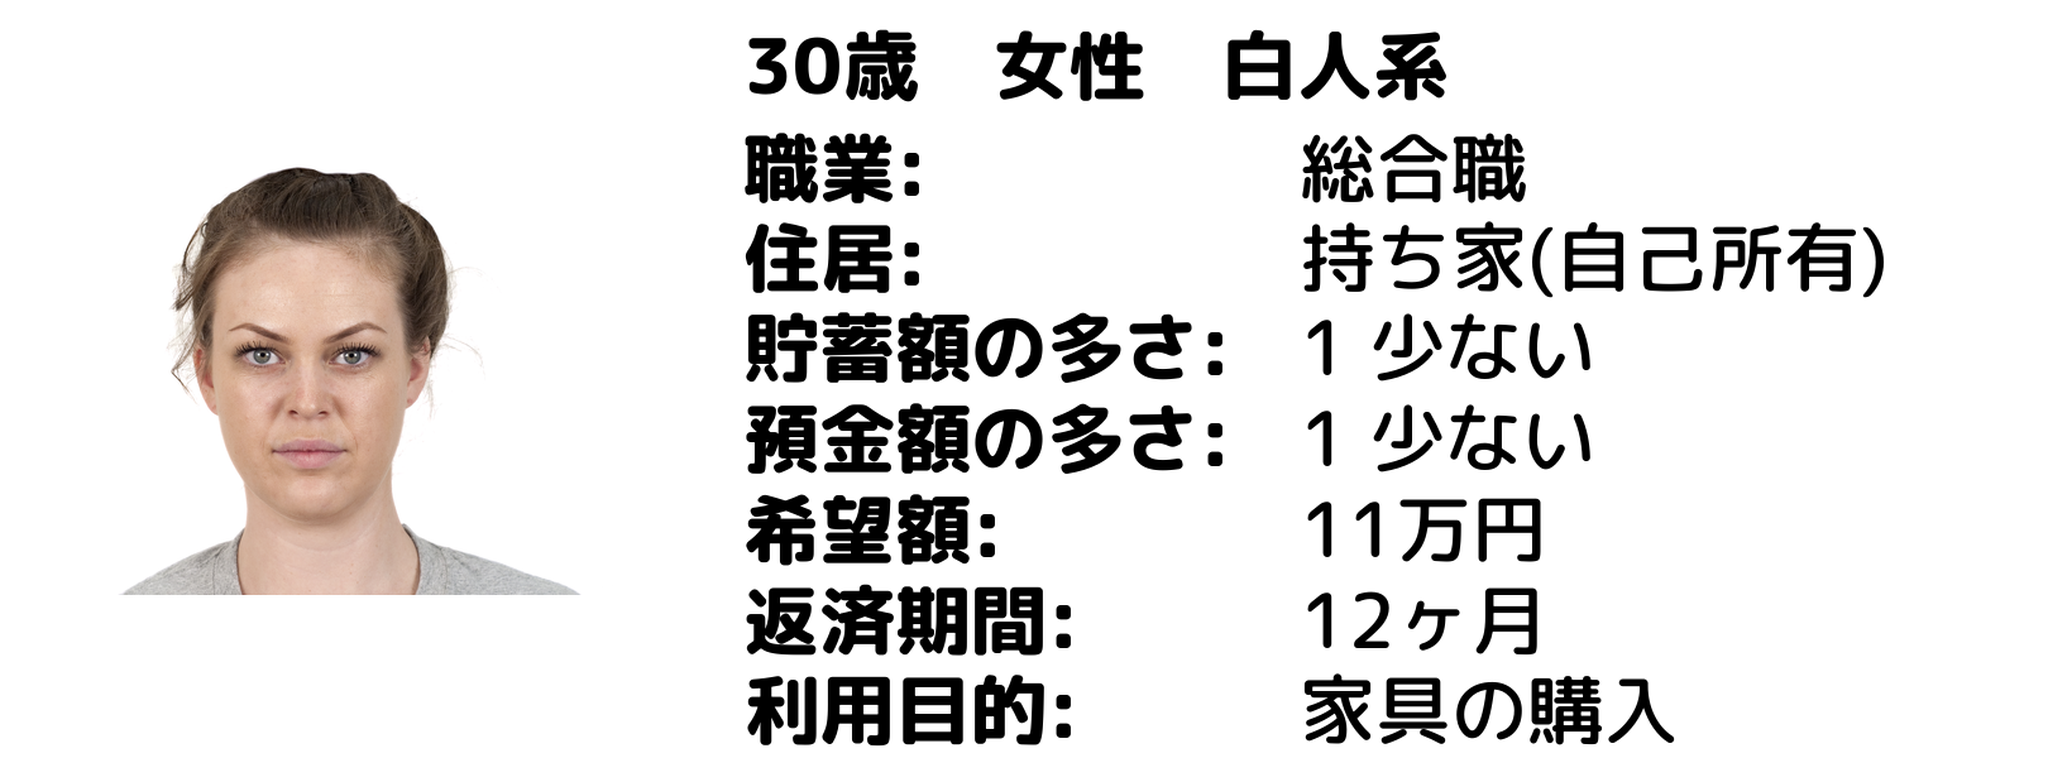 30歳　女性　白人系
職業: 総合職
住居: 持ち家(自己所有)
貯蓄額の多さ: 1 少ない
預金額の多さ: 1 少ない
希望額: 11万円
返済期間: 12ヶ月
利用目的: 家具の購入